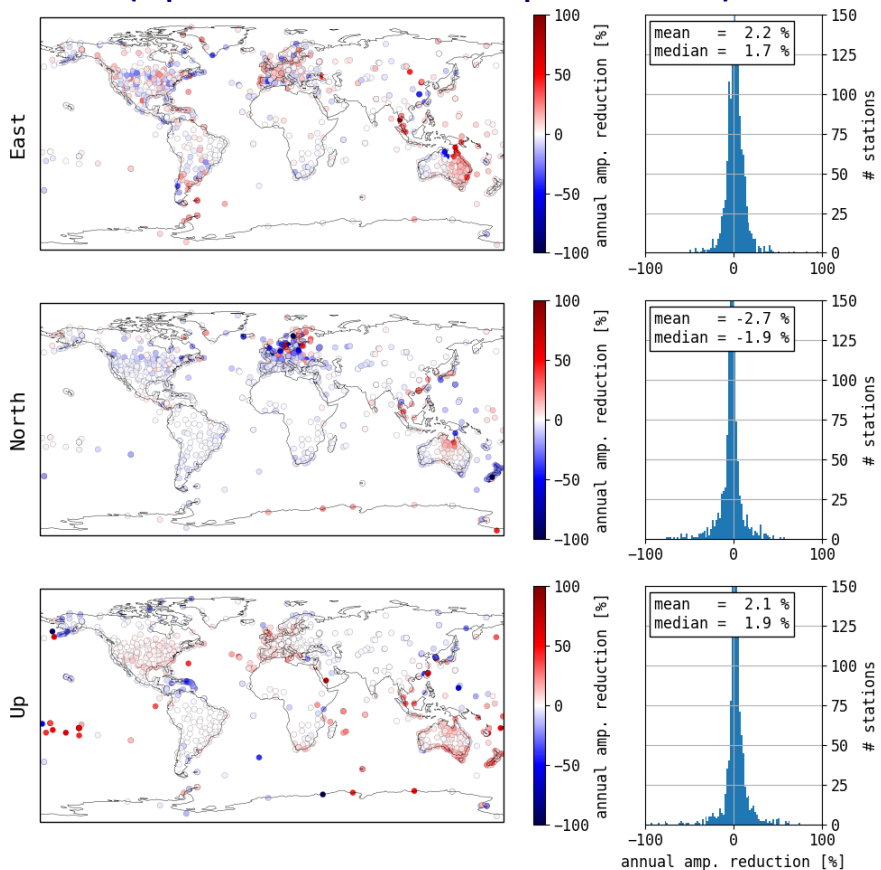 East
100
50
0
−50
−100
annual amp. reduction [%]
mean = 2.2 %
median = 1.7 %
150
125
100
75
50
25
0
# stations
−100 0 100
North
100
50
0
−50
−100
annual amp. reduction [%]
mean = -2.7 %
median = -1.9 %
150
125
100
75
50
25
0
# stations
−100 0 100
Up
100
50
0
−50
−100
annual amp. reduction [%]
mean = 2.1 %
median = 1.9 %
150
125
100
75
50
25
0
# stations
−100 0 100
annual amp. reduction [%]